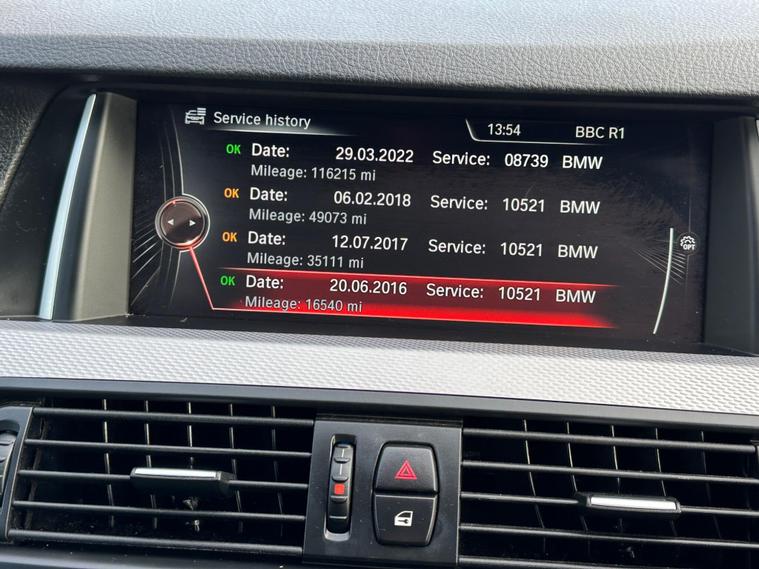 Service history
13:54 BBC R1
OK Date: 29.03.2022 Service: 08739 BMW
Mileage: 116215 mi
OK Date: 06.02.2018 Service: 10521 BMW
Mileage: 49073 mi
OK Date: 12.07.2017 Service: 10521 BMW
Mileage: 35111 mi
OK Date: 20.06.2016 Service: 10521 BMW
Mileage: 16540 mi
OPT